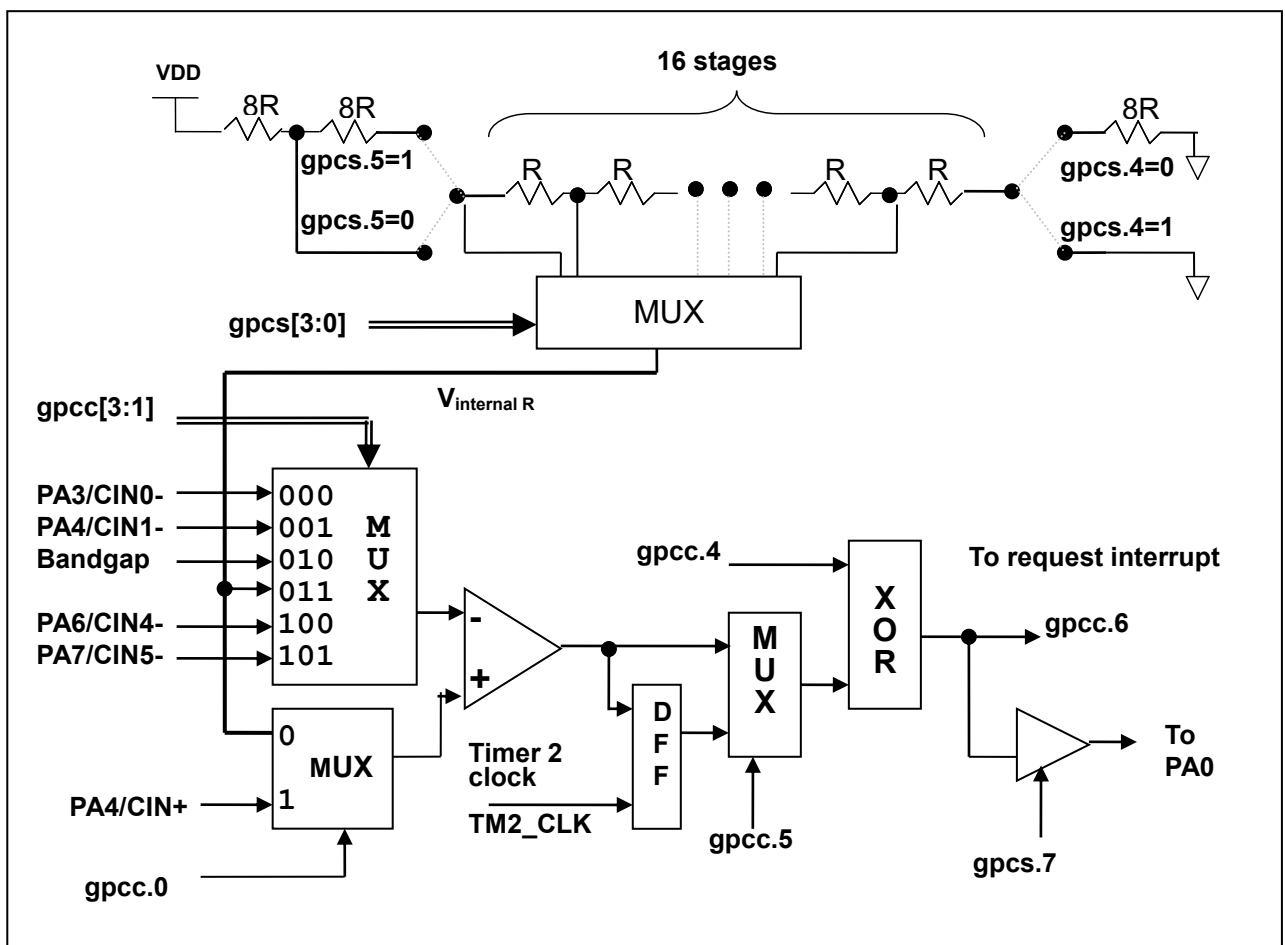 16 stages
VDD
8R
8R
8R
gpcs.5=1
gpcs.4=0
R
R
R
R
gpcs.5=0
gpcs.4=1
MUX
gpcs[3:0]
Vinternal R
gpcc[3:1]
PA3/CIN0-
000
PA4/CIN1-
001
Bandgap
010
011
PA6/CIN4-
100
PA7/CIN5-
101
M
U
X
-
+
gpcc.4
To request interrupt
X
O
R
gpcc.6
M
U
X
D
F
F
0
MUX
1
PA4/CIN+
gpcc.0
Timer 2
clock
TM2_CLK
gpcc.5
To
PA0
gpcs.7